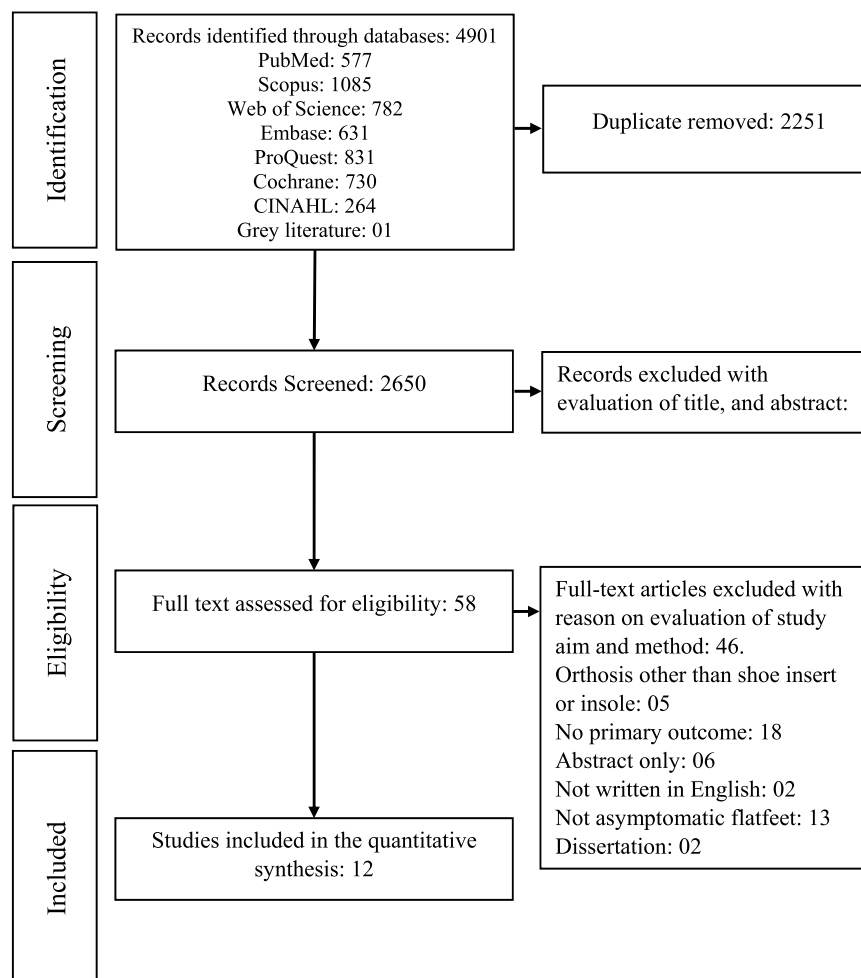 Identification
Records identified through databases: 4901
PubMed: 577
Scopus: 1085
Web of Science: 782
Embase: 631
ProQuest: 831
Cochrane: 730
CINAHL: 264
Grey literature: 01
Duplicate removed: 2251
Screening
Records Screened: 2650
Records excluded with
evaluation of title, and abstract:
Eligibility
Full text assessed for eligibility: 58
Full-text articles excluded with
reason on evaluation of study
aim and method: 46.
Orthosis other than shoe insert
or insole: 05
No primary outcome: 18
Abstract only: 06
Not written in English: 02
Not asymptomatic flatfeet: 13
Dissertation: 02
Included
Studies included in the quantitative
synthesis: 12